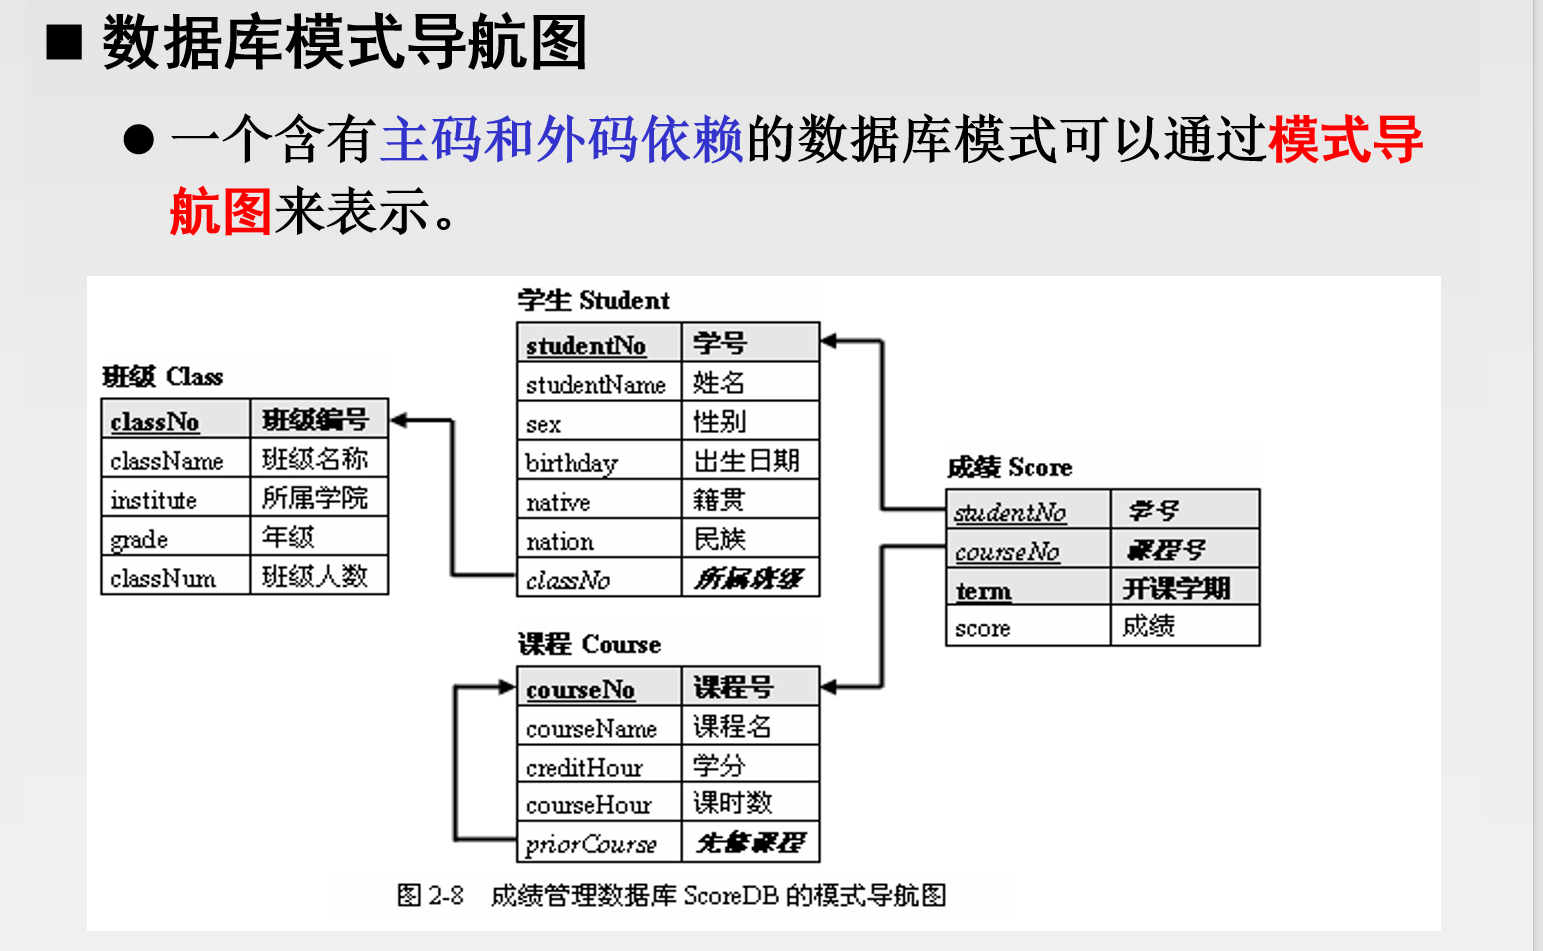 ■ 数据库模式导航图
● 一个含有主码和外码依赖的数据库模式可以通过模式导
航图来表示。
班级 Class
classNo 班级编号
className 班级名称
institute 所属学院
grade 年级
classNum 班级人数
学生 Student
studentNo 学号
studentName 姓名
sex 性别
birthday 出生日期
native 籍贯
nation 民族
classNo 所属班级
课程 Course
courseNo 课程号
courseName 课程名
creditHour 学分
courseHour 课时数
priorCourse 先修课程
成绩 Score
studentNo 学号
courseNo 课程号
term 开课学期
score 成绩
图 2-8 成绩管理数据库 ScoreDB 的模式导航图